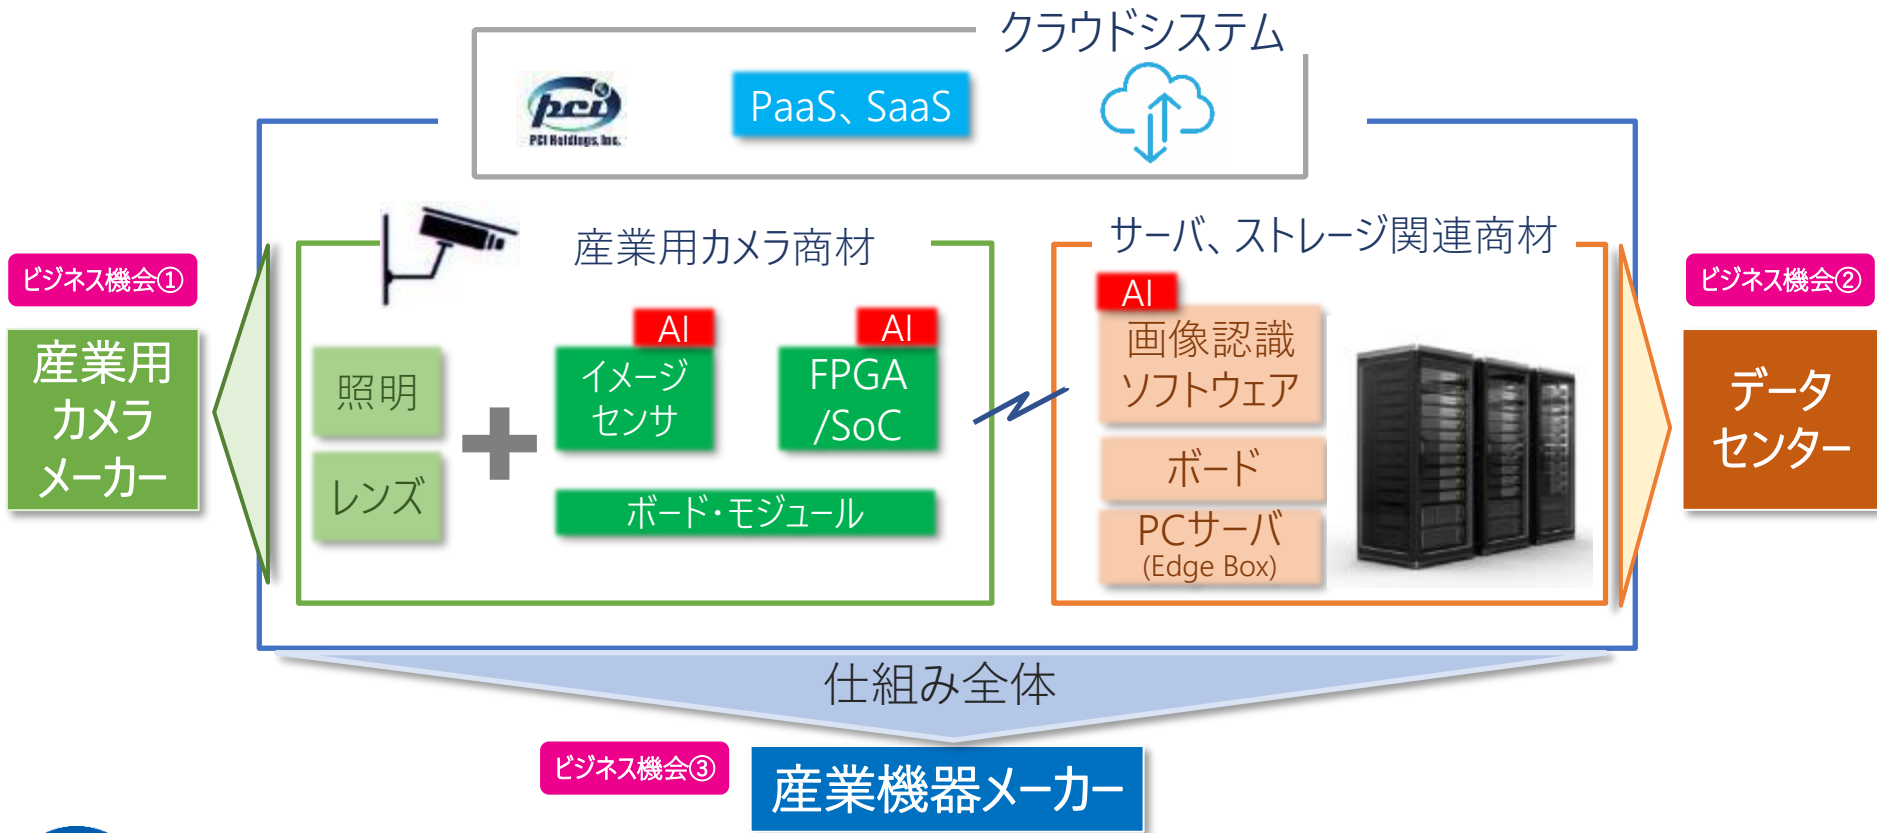 クラウドシステム
pci
PCI Holdings, Inc.
PaaS、SaaS
産業用カメラ商材
サーバ、ストレージ関連商材
ビジネス機会①
産業用
カメラ
メーカー
照明
レンズ
AI
イメージ
センサ
AI
FPGA
/SoC
ボード・モジュール
AI
画像認識
ソフトウェア
ボード
PCサーバ
(Edge Box)
ビジネス機会②
データ
センター
仕組み全体
ビジネス機会③
産業機器メーカー